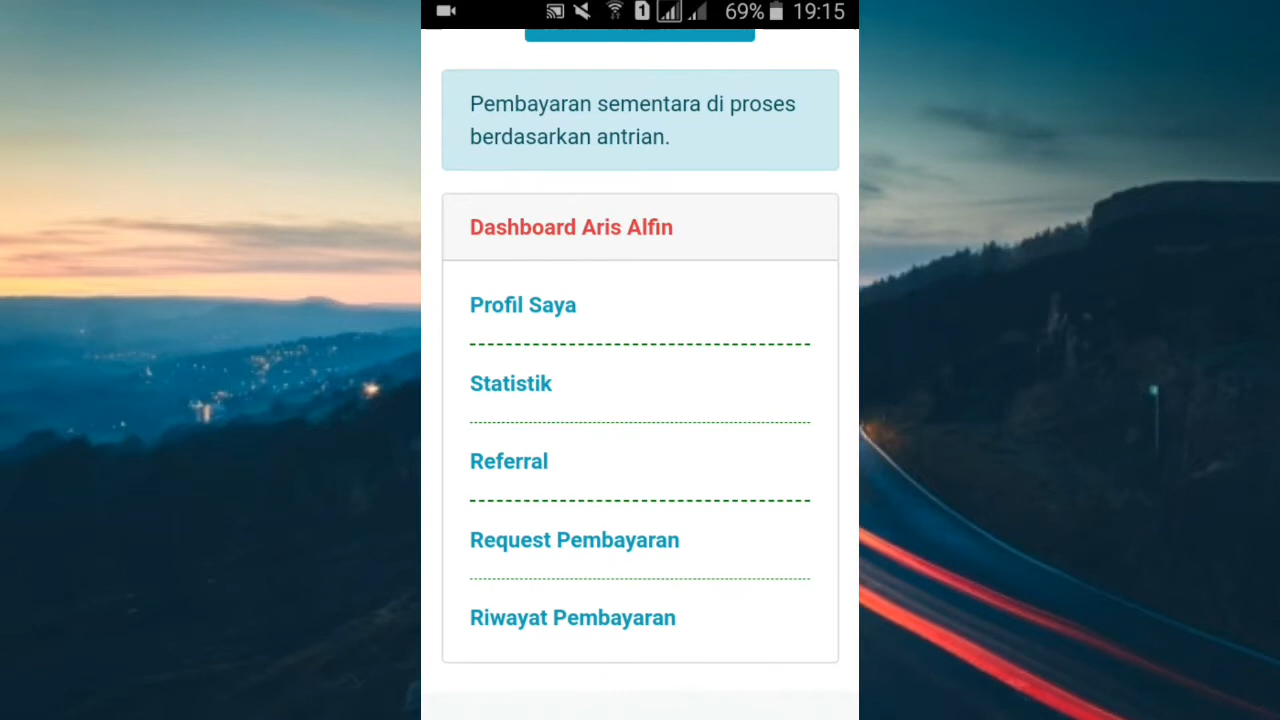 1 69% 19:15
Pembayaran sementara di proses
berdasarkan antrian.
Dashboard Aris Alfin
Profil Saya
Statistik
Referral
Request Pembayaran
Riwayat Pembayaran